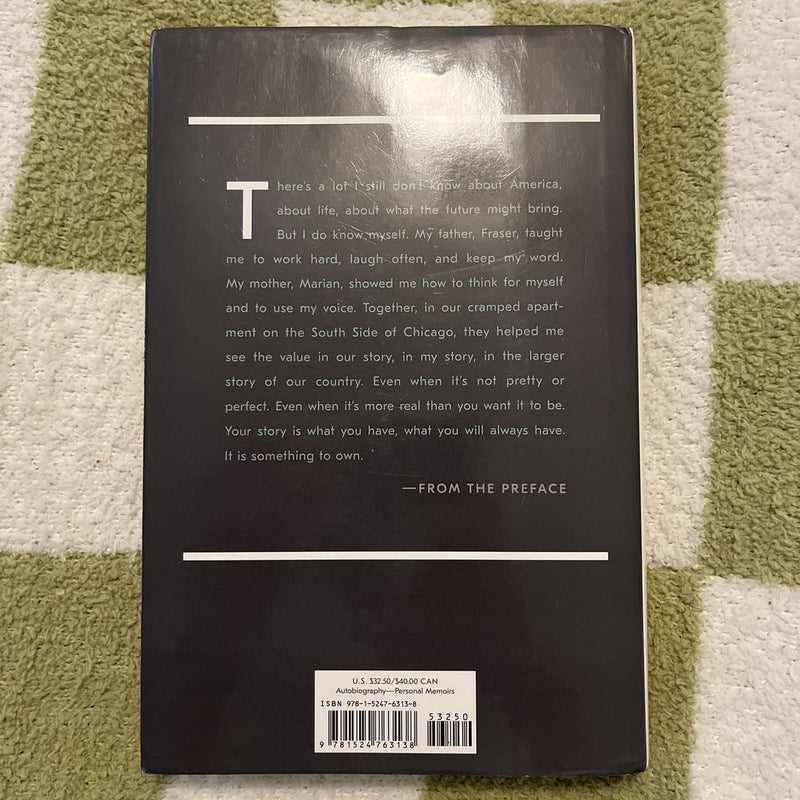 There's a lot I still don't know about America,
about life, about what the future might bring.
But I do know myself. My father, Fraser, taught
me to work hard, laugh often, and keep my word.
My mother, Marian, showed me how to think for myself
and to use my voice. Together, in our cramped apart-
ment on the South Side of Chicago, they helped me
see the value in our story, in my story, in the larger
story of our country. Even when it's not pretty or
perfect. Even when it's more real than you want it to be.
Your story is what you have, what you will always have.
It is something to own.
—FROM THE PREFACE
U.S. $32.50/$40.00 CAN
Autobiography—Personal Memoirs
ISBN 978-1-5247-6313-8
53250
9 781524 763138